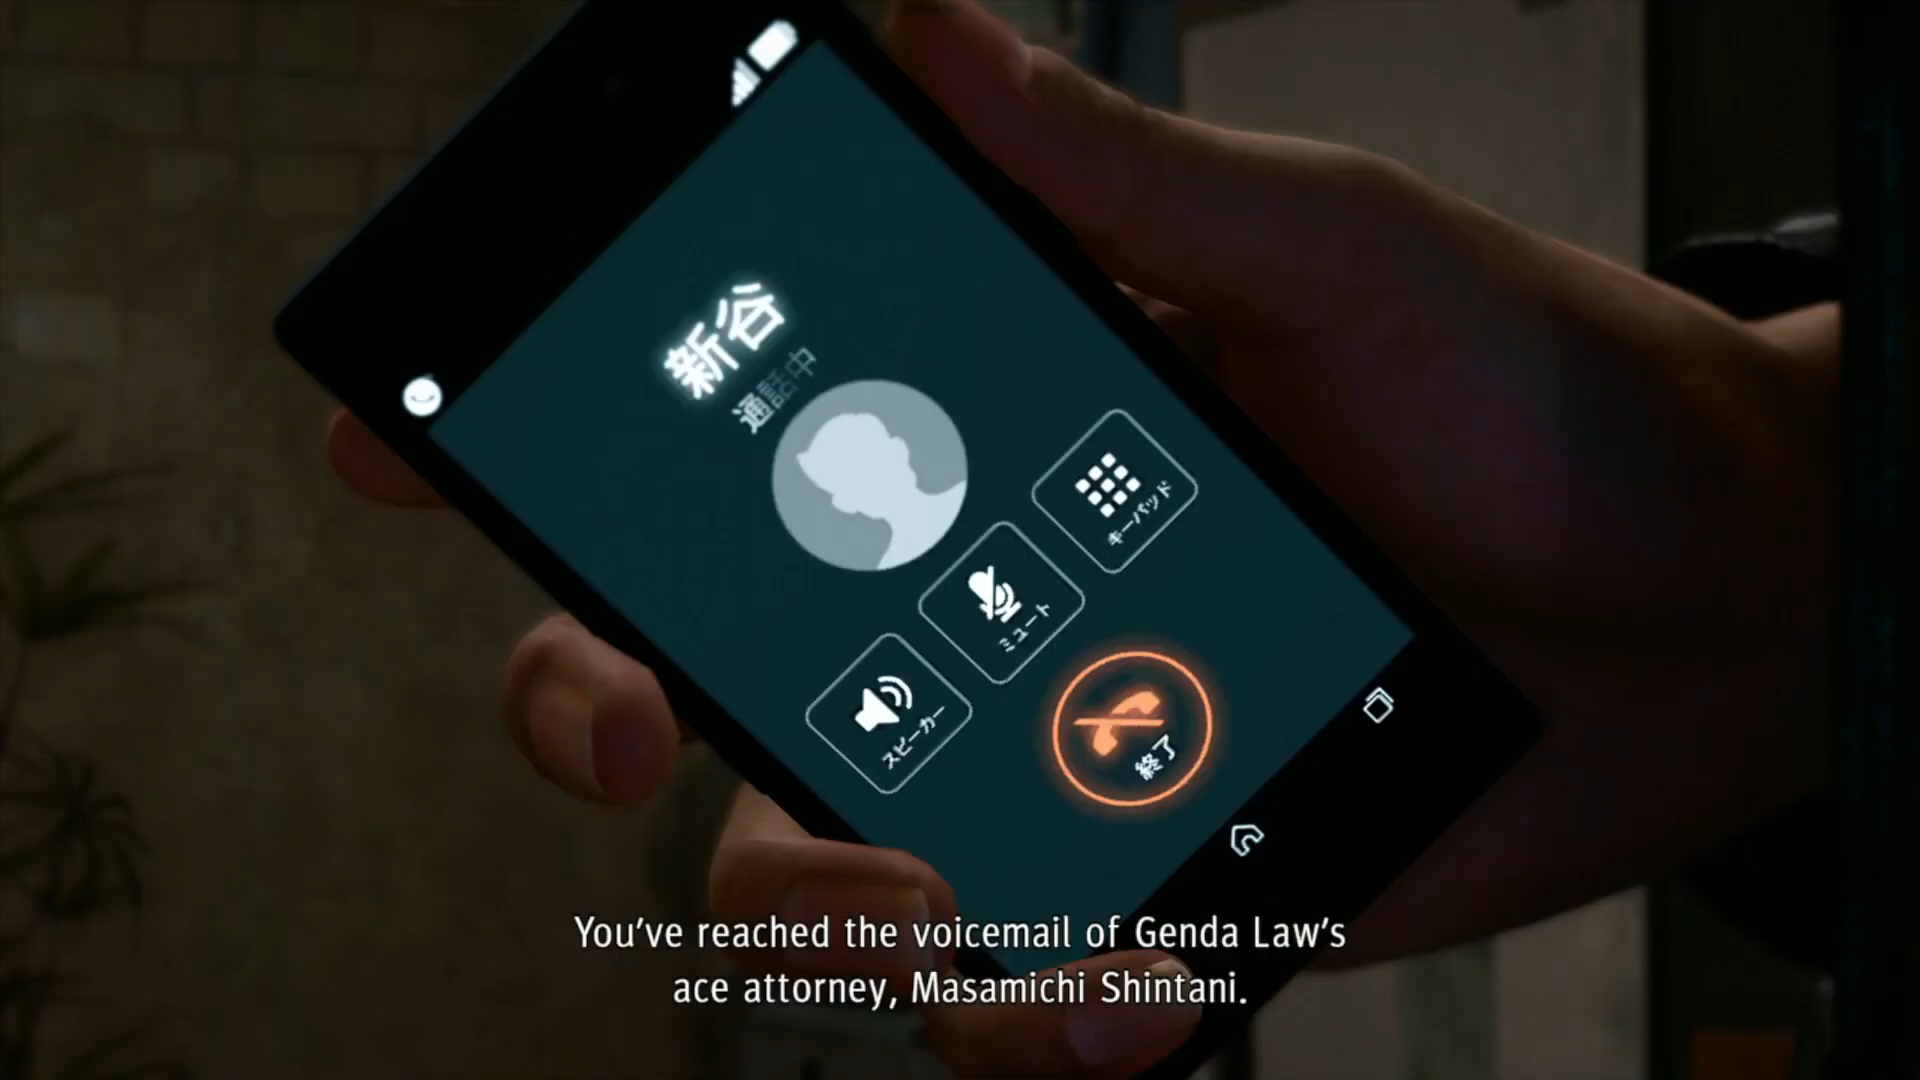 新谷
通話中
キーパッド
ミュート
スピーカー
終了
You've reached the voicemail of Genda Law's
ace attorney, Masamichi Shintani.